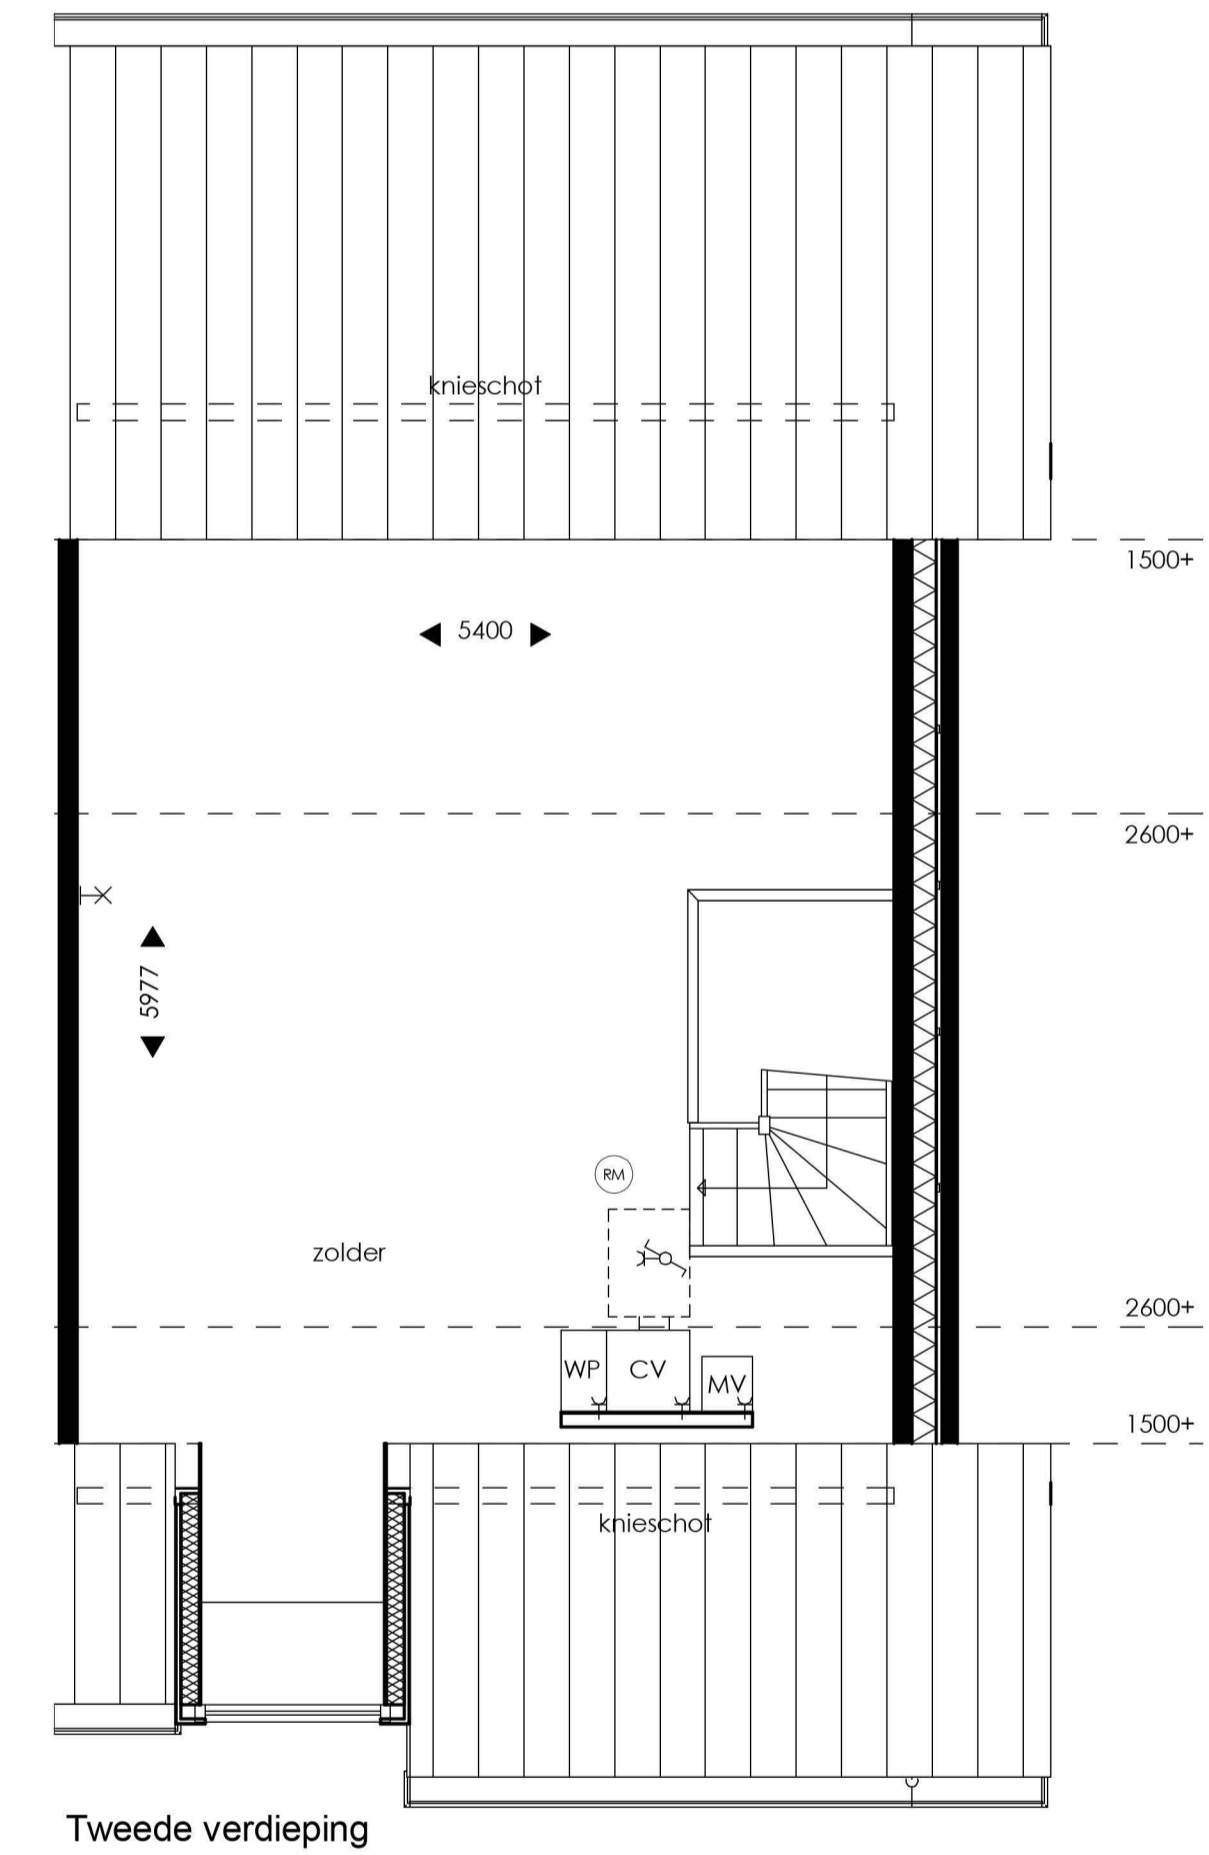 knieschot
1500+
5400
2600+
5977
RM
zolder
2600+
WP
CV
MV
1500+
knieschot
Tweede verdieping